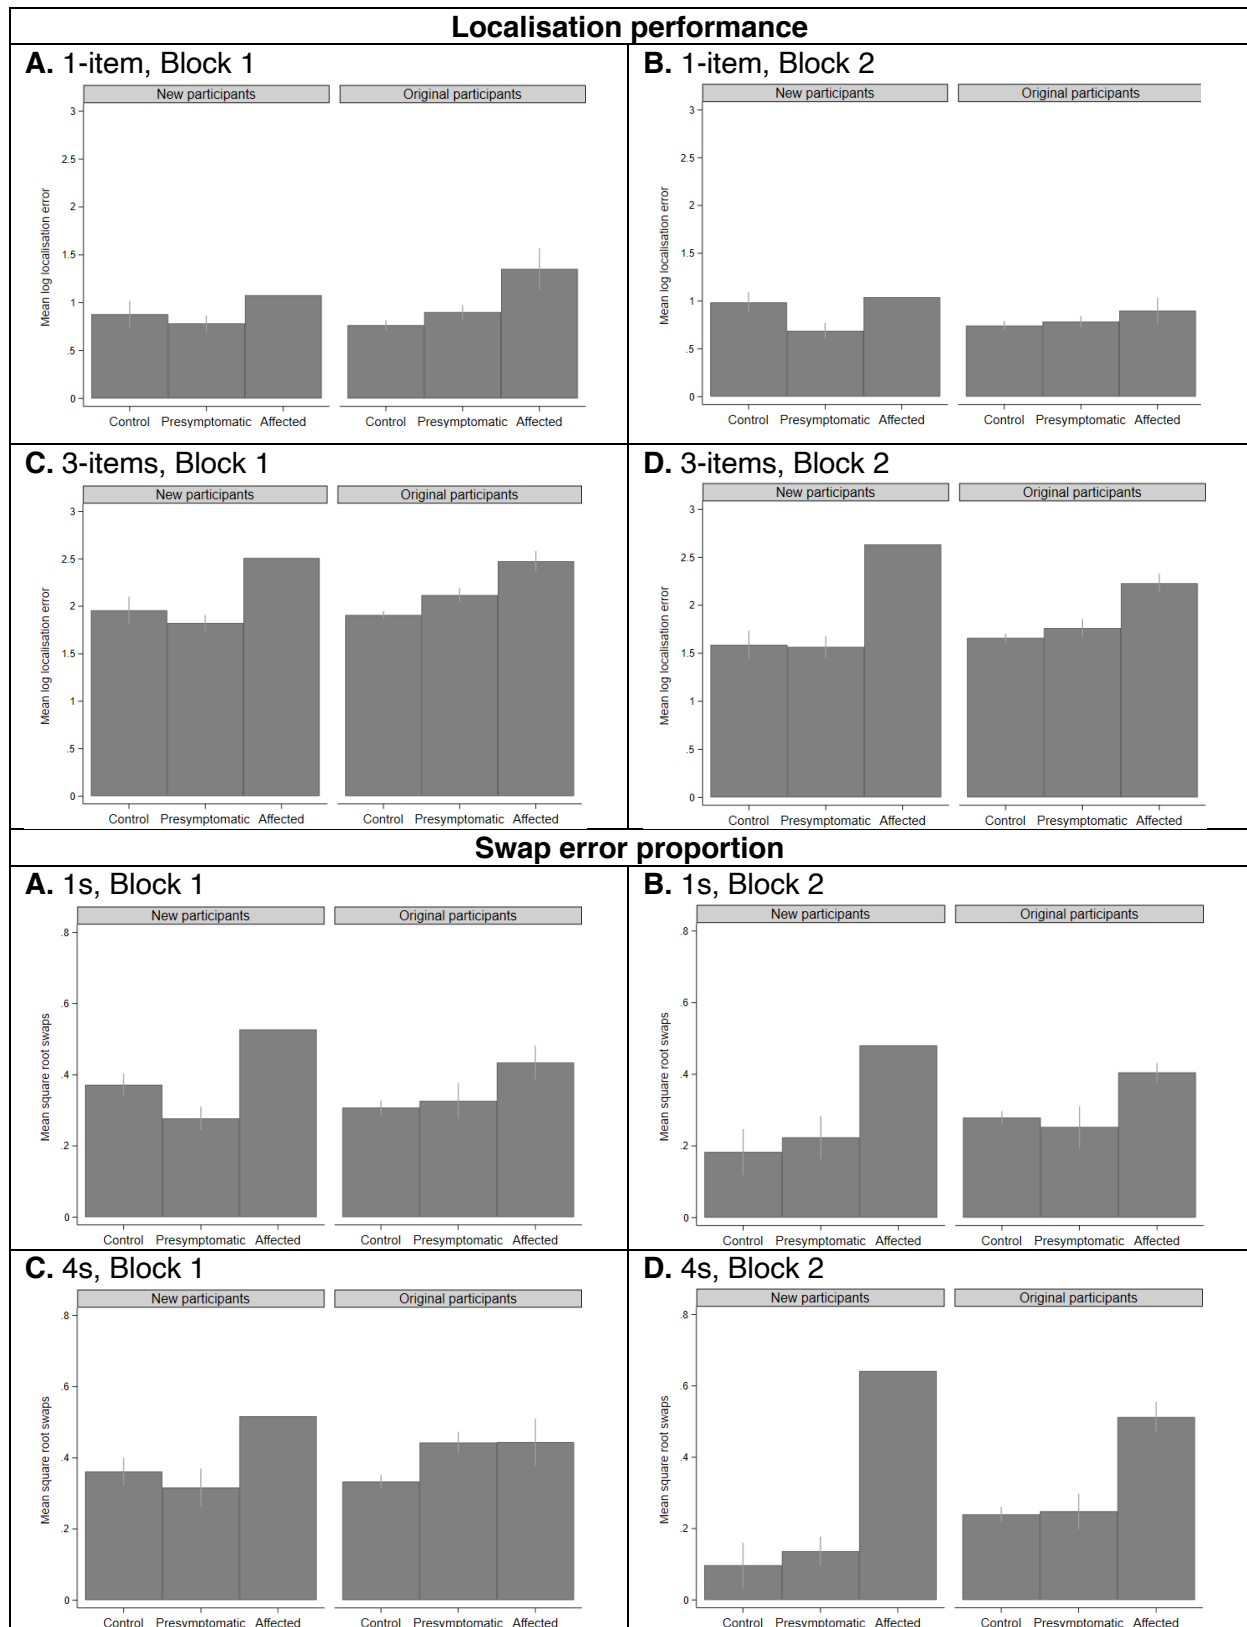 Localisation performance
A. 1-item, Block 1
New participants Original participants
Mean log localisation error
3
2.5
2
1.5
1
.5
0
Control Presymptomatic Affected Control Presymptomatic Affected
B. 1-item, Block 2
New participants Original participants
Mean log localisation error
3
2.5
2
1.5
1
.5
0
Control Presymptomatic Affected Control Presymptomatic Affected
C. 3-items, Block 1
New participants Original participants
Mean log localisation error
3
2.5
2
1.5
1
.5
0
Control Presymptomatic Affected Control Presymptomatic Affected
D. 3-items, Block 2
New participants Original participants
Mean log localisation error
3
2.5
2
1.5
1
.5
0
Control Presymptomatic Affected Control Presymptomatic Affected
Swap error proportion
A. 1s, Block 1
New participants Original participants
Mean square root swaps
.8
.6
.4
.2
0
Control Presymptomatic Affected Control Presymptomatic Affected
B. 1s, Block 2
New participants Original participants
Mean square root swaps
.8
.6
.4
.2
0
Control Presymptomatic Affected Control Presymptomatic Affected
C. 4s, Block 1
New participants Original participants
Mean square root swaps
.8
.6
.4
.2
0
Control Presymptomatic Affected Control Presymptomatic Affected
D. 4s, Block 2
New participants Original participants
Mean square root swaps
.8
.6
.4
.2
0
Control Presymptomatic Affected Control Presymptomatic Affected